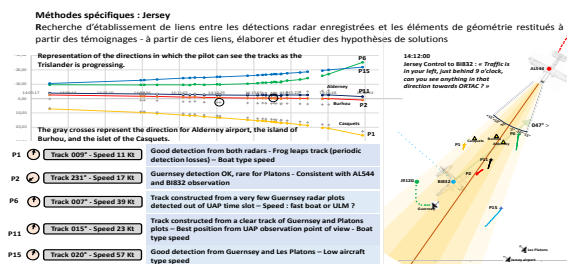 Méthodes spécifiques : Jersey
Recherche d'établissement de liens entre les détections radar enregistrées et les éléments de géométrie restitués à
partir des témoignages - à partir de ces liens, élaborer et étudier des hypothèses de solutions
Representation of the directions in which the pilot can see the tracks as the
Trislander is progressing.
P6
P15
Alderney
P11
Burhou
P2
Casquets
P1
The gray crosses represent the direction for Alderney airport, the island of
Burhou, and the islet of the Casquets.
P1 Track 009° - Speed 11 Kt Good detection from both radars - Frog leaps track (periodic
detection losses) – Boat type speed
P2 Track 231° - Speed 17 Kt Guernsey detection OK, rare for Platons - Consistent with AL544
and BI832 observation
P6 Track 007° - Speed 39 Kt Track constructed from a very few Guernsey radar plots
detected out of UAP time slot – Speed : fast boat or ULM ?
P11 Track 015° - Speed 23 Kt Track constructed from a clear track of Guernsey and Platons
plots – Best position from UAP observation point of view - Boat
type speed
P15 Track 020° - Speed 57 Kt Good detection from Guernsey and Les Platons – Low aircraft
type speed
14:12:20
Jersey Control to BI832 : « Traffic is
in your left, just behind 9 o'clock,
can you see anything in that
direction towards ORTAC ? »
AL544
047° >
Casquets
P1
P11
P2
JR12G
BI832
P15
Guernsey
Les Platons
Jersey airport